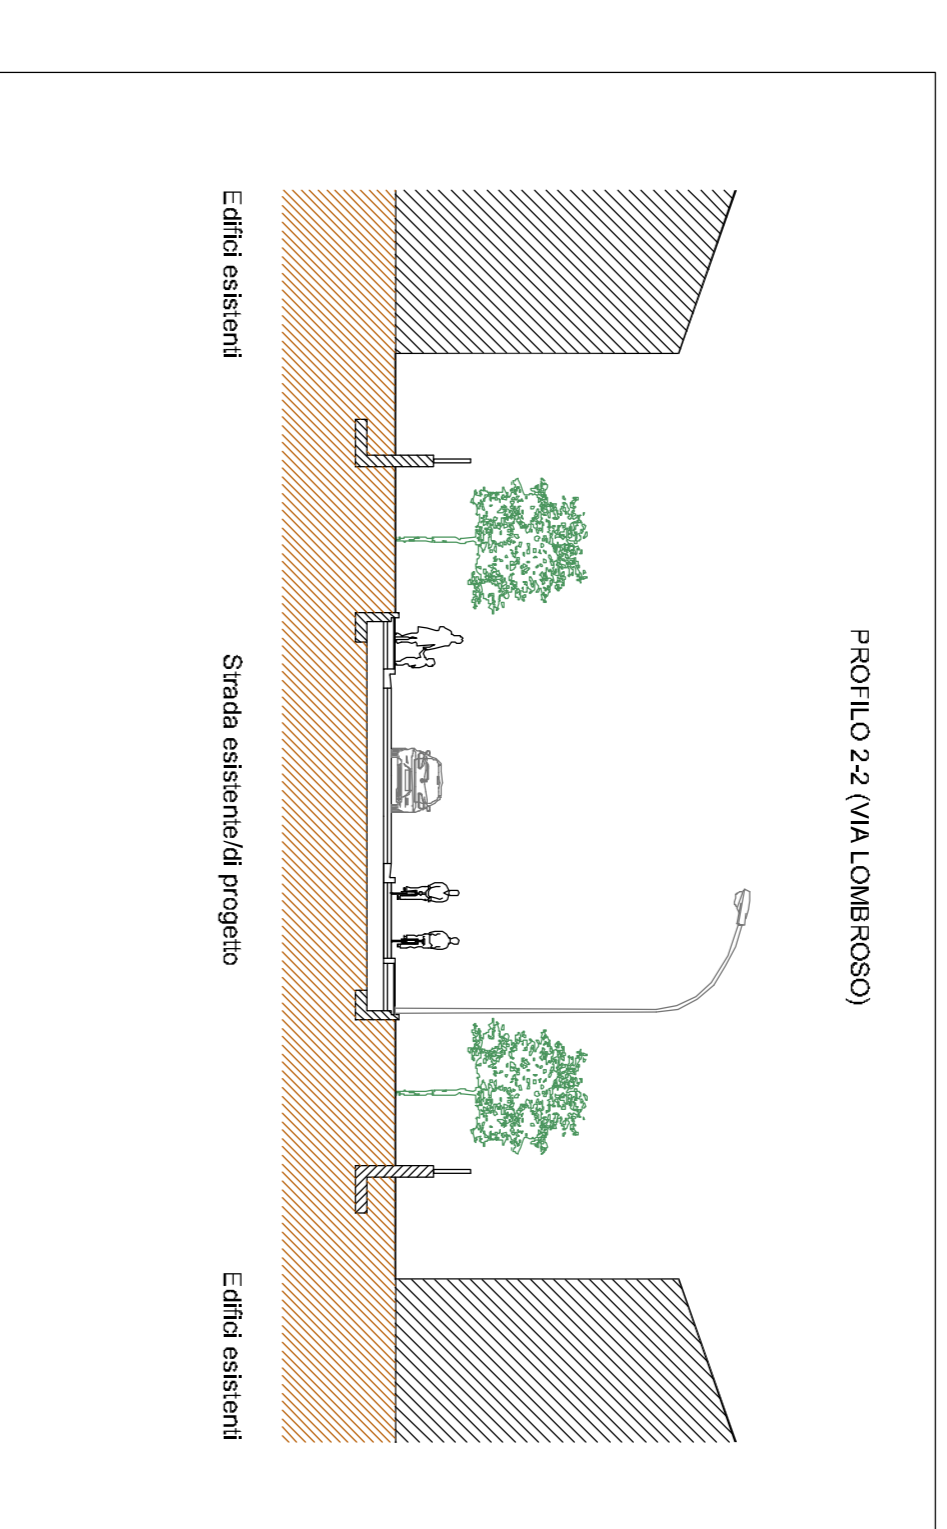 PROFILO 2-2 (VIA LOMBROSO)
Edifici esistenti
Strada esistente/di progetto
Edifici esistenti